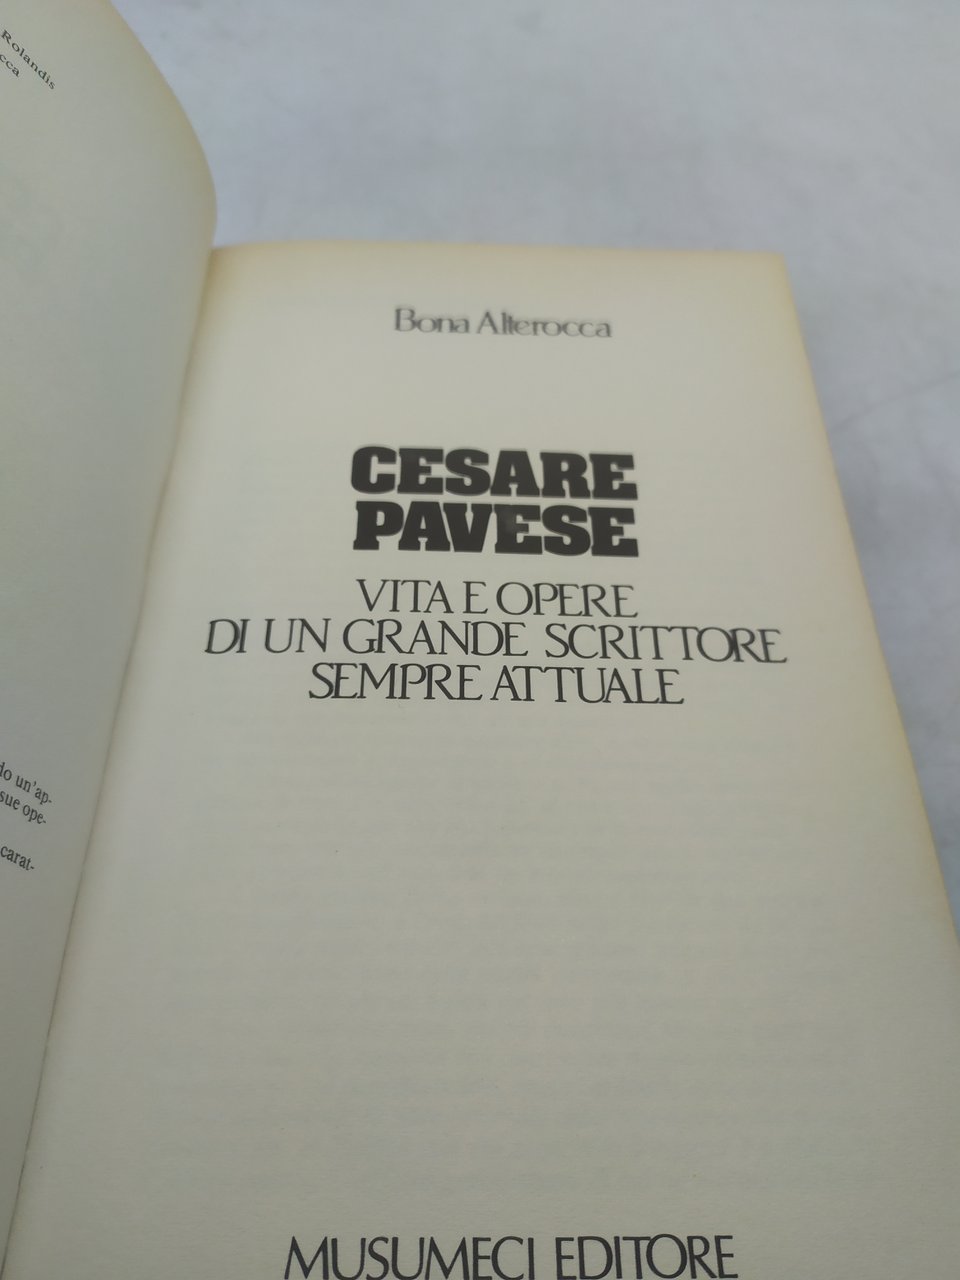 Rolandis
cca
do un'ap-
sue ope-
carat-
Bona Alterocca
CESARE
PAVESE
VITA E OPERE
DI UN GRANDE SCRITTORE
SEMPRE ATTUALE
MUSUMECI EDITORE